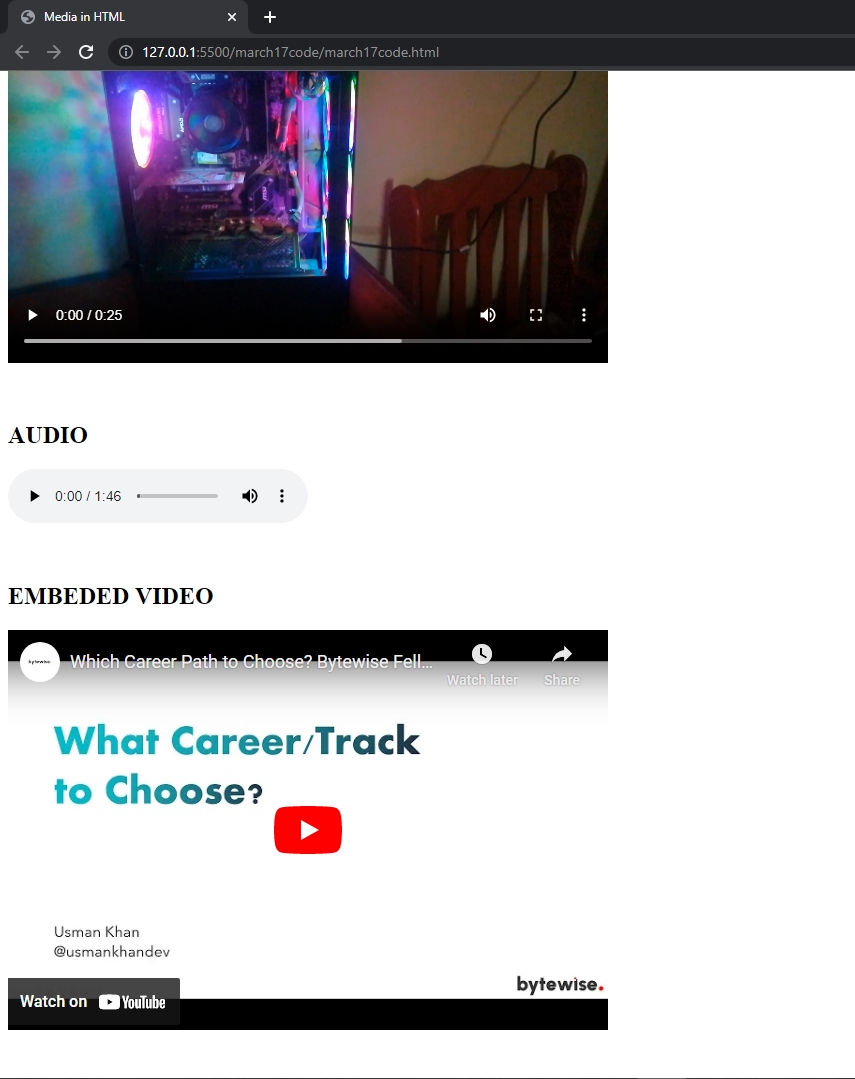 Media in HTML
127.0.0.1:5500/march17code/march17code.html
0:00 / 0:25
AUDIO
0:00 / 1:46
EMBEDED VIDEO
bytewise.
Which Career Path to Choose? Bytewise Fell...
Watch later
Share
What Career/Track
to Choose?
Usman Khan
@usmankhandev
bytewise.
Watch on YouTube